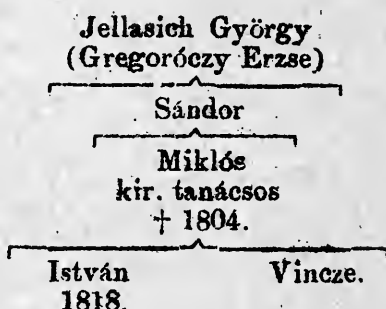 Jellasich György
(Gregoróczy Erzse)
Sándor
Miklós
kir. tanácsos
† 1804.
István Vincze.
1818.